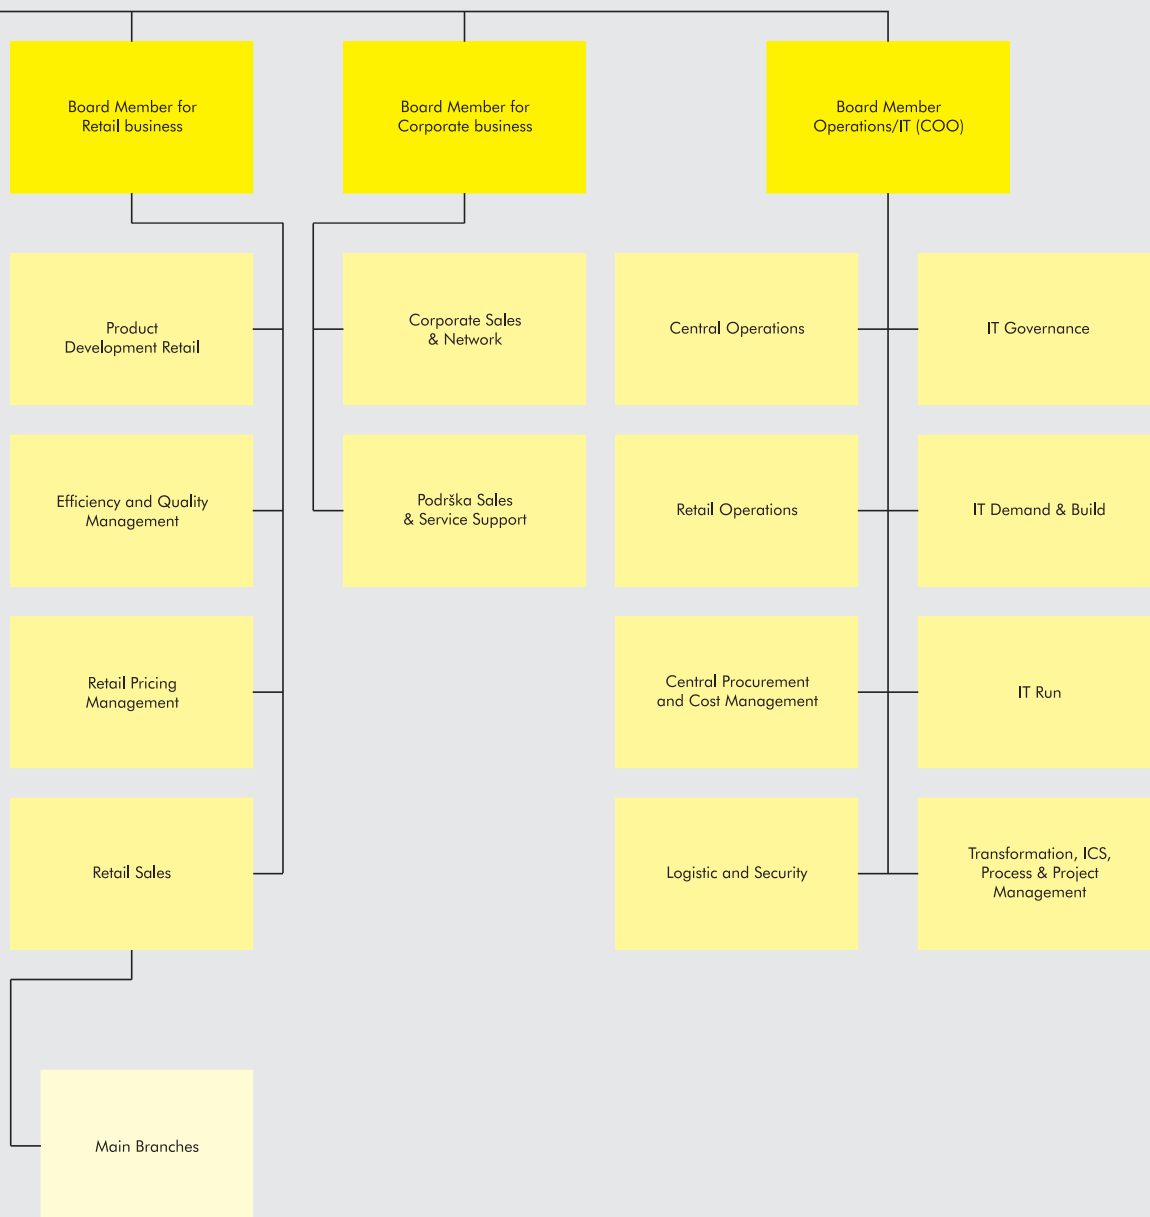 Board Member for
Retail business
Board Member for
Corporate business
Board Member
Operations/IT (COO)
Product
Development Retail
Corporate Sales
& Network
Central Operations
IT Governance
Efficiency and Quality
Management
Podrška Sales
& Service Support
Retail Operations
IT Demand & Build
Retail Pricing
Management
Central Procurement
and Cost Management
IT Run
Retail Sales
Logistic and Security
Transformation, ICS,
Process & Project
Management
Main Branches